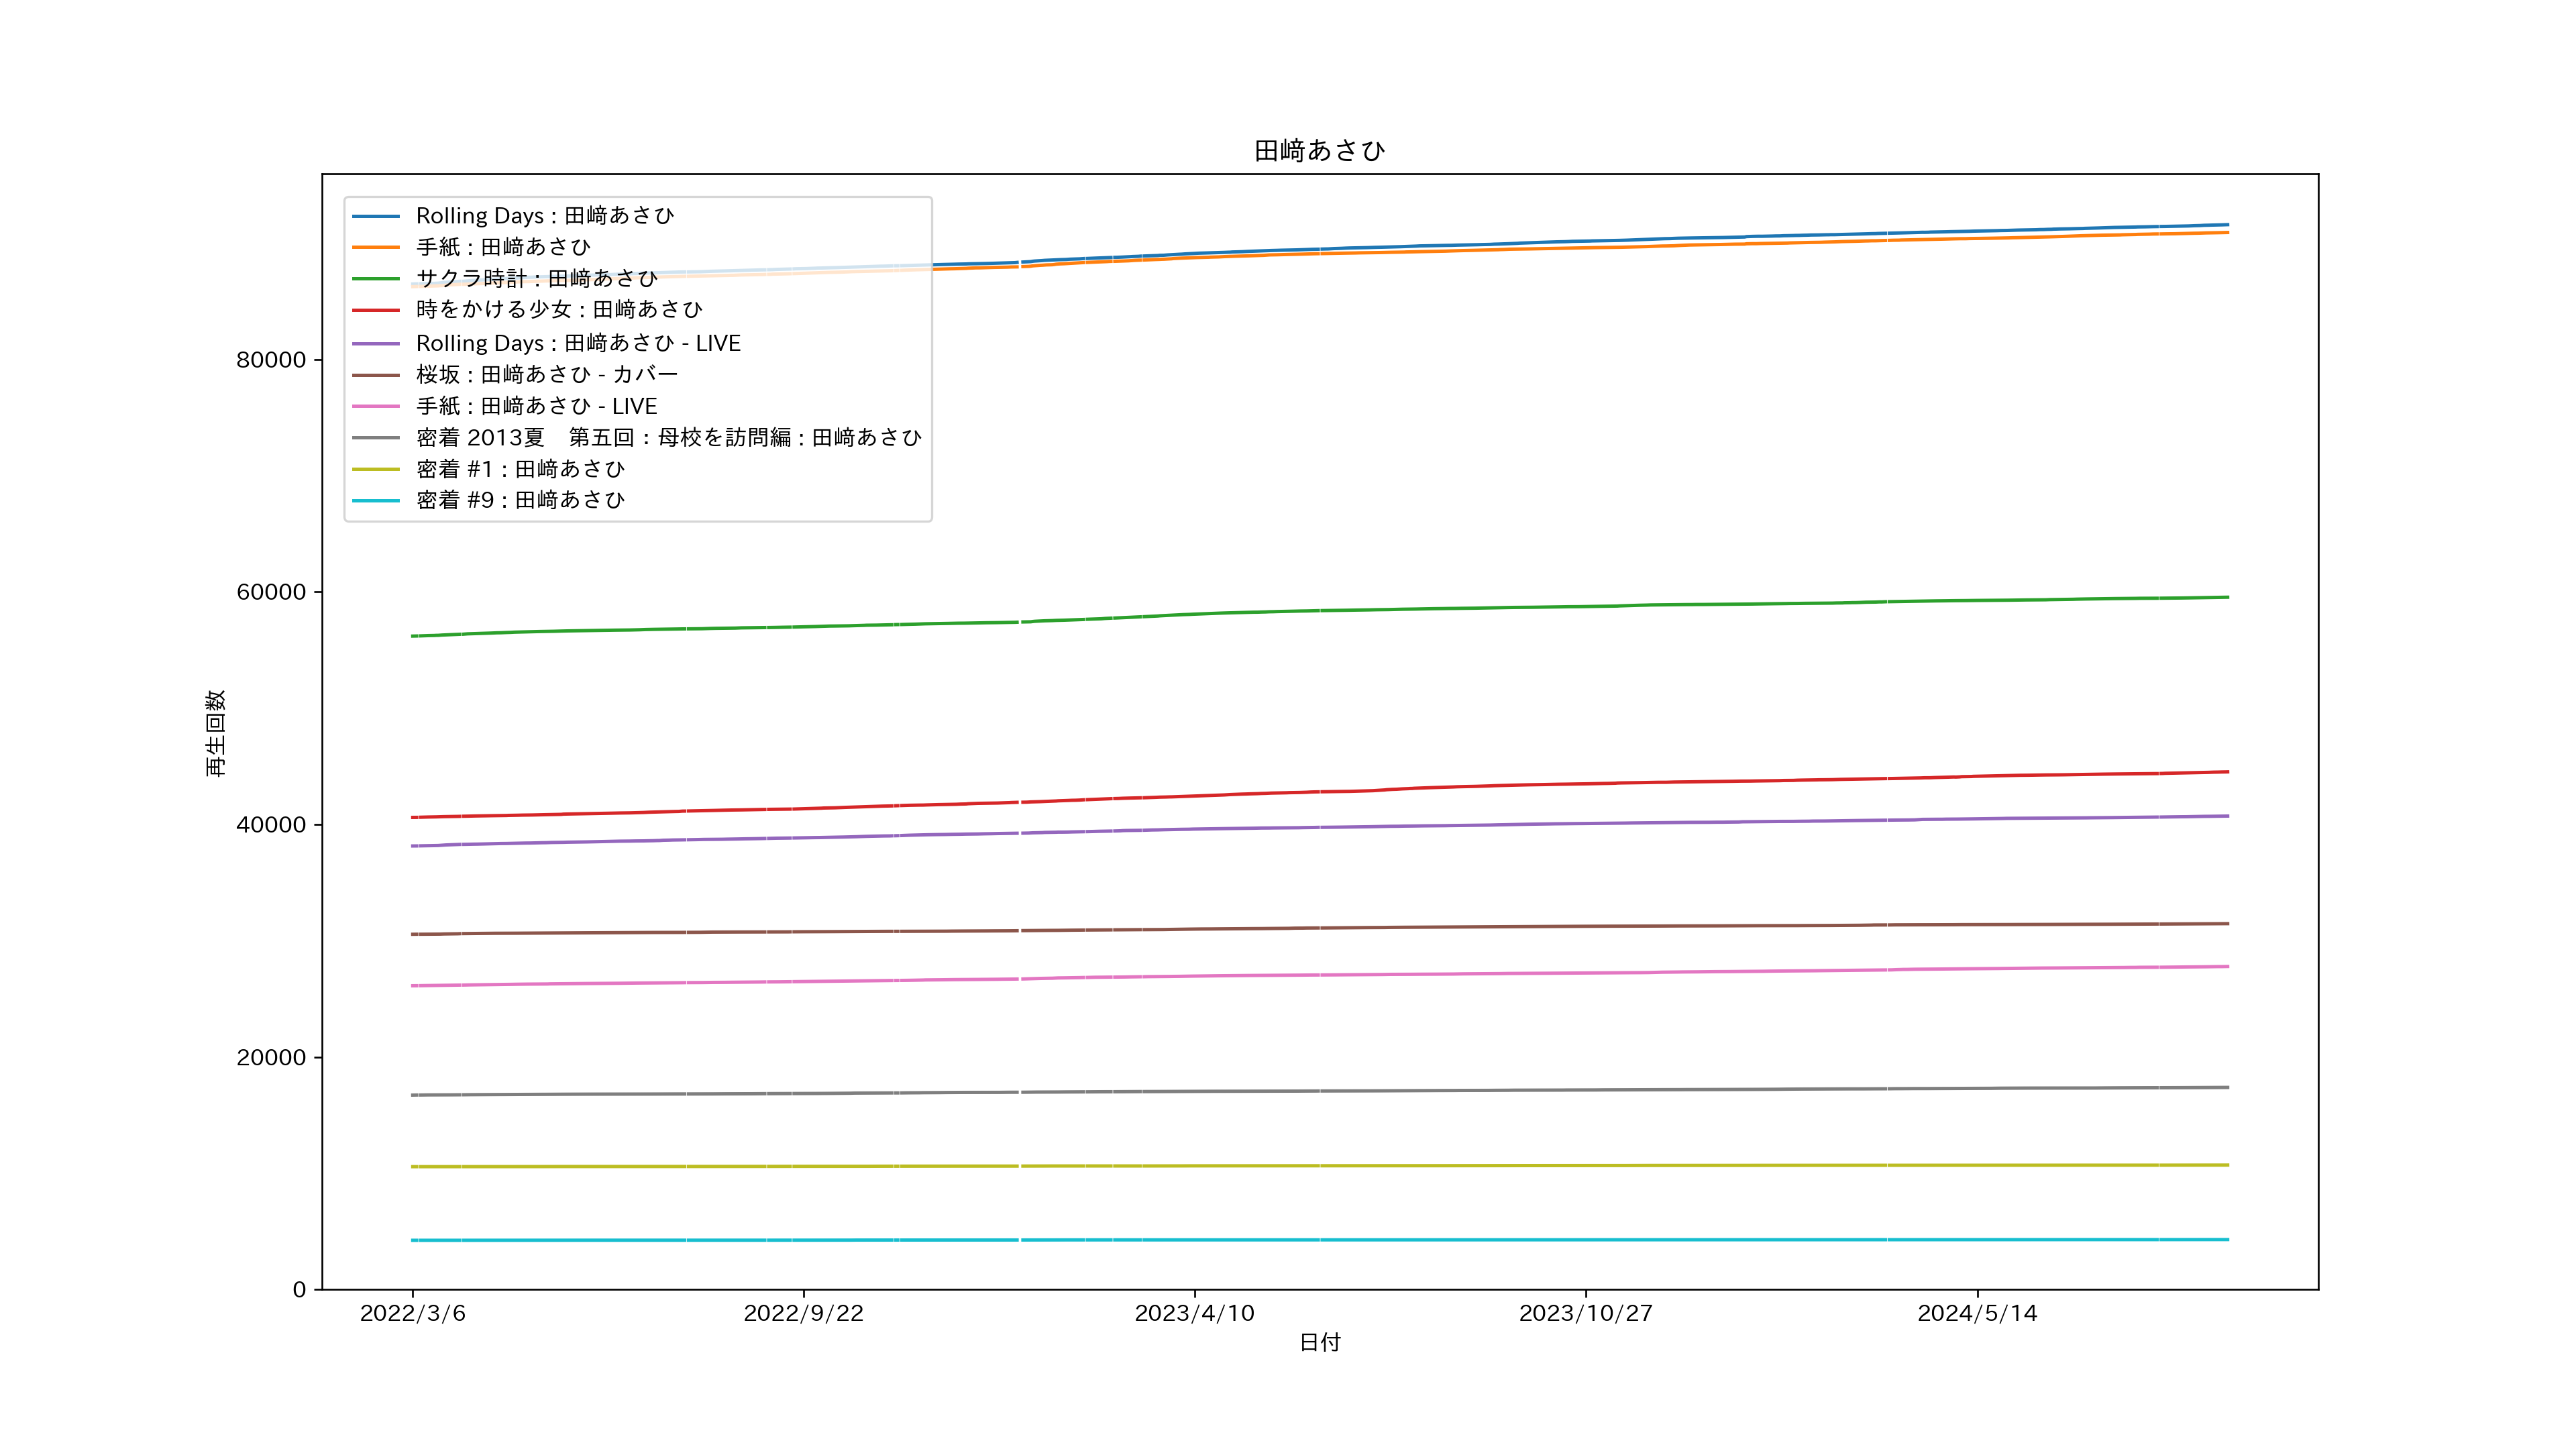 田﨑あさひ
Rolling Days : 田﨑あさひ
手紙 : 田﨑あさひ
サクラ時計 : 田﨑あさひ
時をかける少女 : 田﨑あさひ
Rolling Days : 田﨑あさひ - LIVE
桜坂 : 田﨑あさひ - カバー
手紙 : 田﨑あさひ - LIVE
密着 2013夏　第五回：母校を訪問編 : 田﨑あさひ
密着 #1 : 田﨑あさひ
密着 #9 : 田﨑あさひ
80000
60000
40000
20000
0
再生回数
2022/3/6 2022/9/22 2023/4/10 2023/10/27 2024/5/14
日付